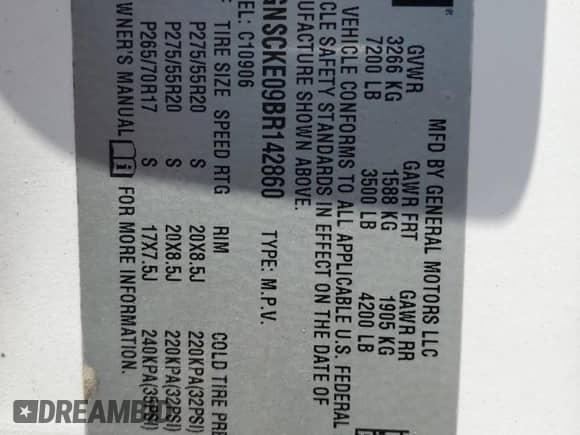 MFD BY GENERAL MOTORS LLC
GVWR GAWR FRT GAWR RR
3266 KG 1588 KG 1905 KG
7200 LB 3500 LB 4200 LB
VEHICLE CONFORMS TO ALL APPLICABLE U.S. FEDERAL
CLE SAFETY STANDARDS IN EFFECT ON THE DATE OF
UFACTURE SHOWN ABOVE.
GNSCKE09BR142860 TYPE: M.P.V.
EL: C10906
TIRE SIZE SPEED RTG RIM COLD TIRE PRE
P275/55R20 S 20X8.5J 220KPA(32PSI)
P275/55R20 S 20X8.5J 220KPA(32PSI)
P265/70R17 S 17X7.5J 240KPA(35PSI)
WNER'S MANUAL FOR MORE INFORMATION.
DREAMBID